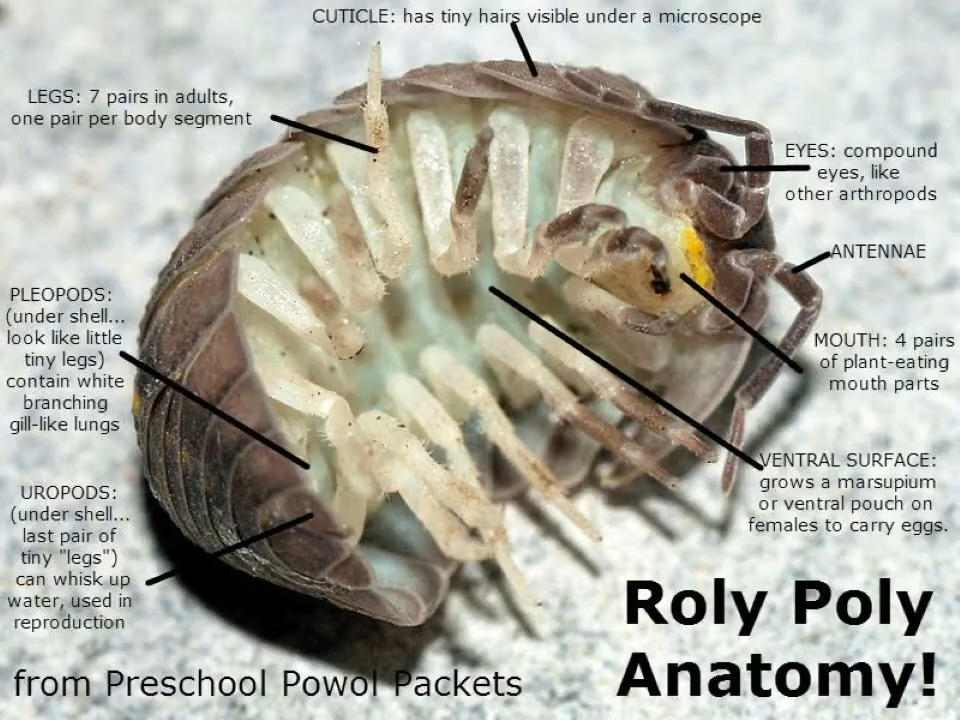 CUTICLE: has tiny hairs visible under a microscope
LEGS: 7 pairs in adults,
one pair per body segment
EYES: compound
eyes, like
other arthropods
ANTENNAE
PLEOPODS:
(under shell...
look like little
tiny legs)
contain white
branching
gill-like lungs
MOUTH: 4 pairs
of plant-eating
mouth parts
VENTRAL SURFACE:
grows a marsupium
or ventral pouch on
females to carry eggs.
UROPODS:
(under shell...
last pair of
tiny "legs")
can whisk up
water, used in
reproduction
Roly Poly
Anatomy!
from Preschool Powol Packets